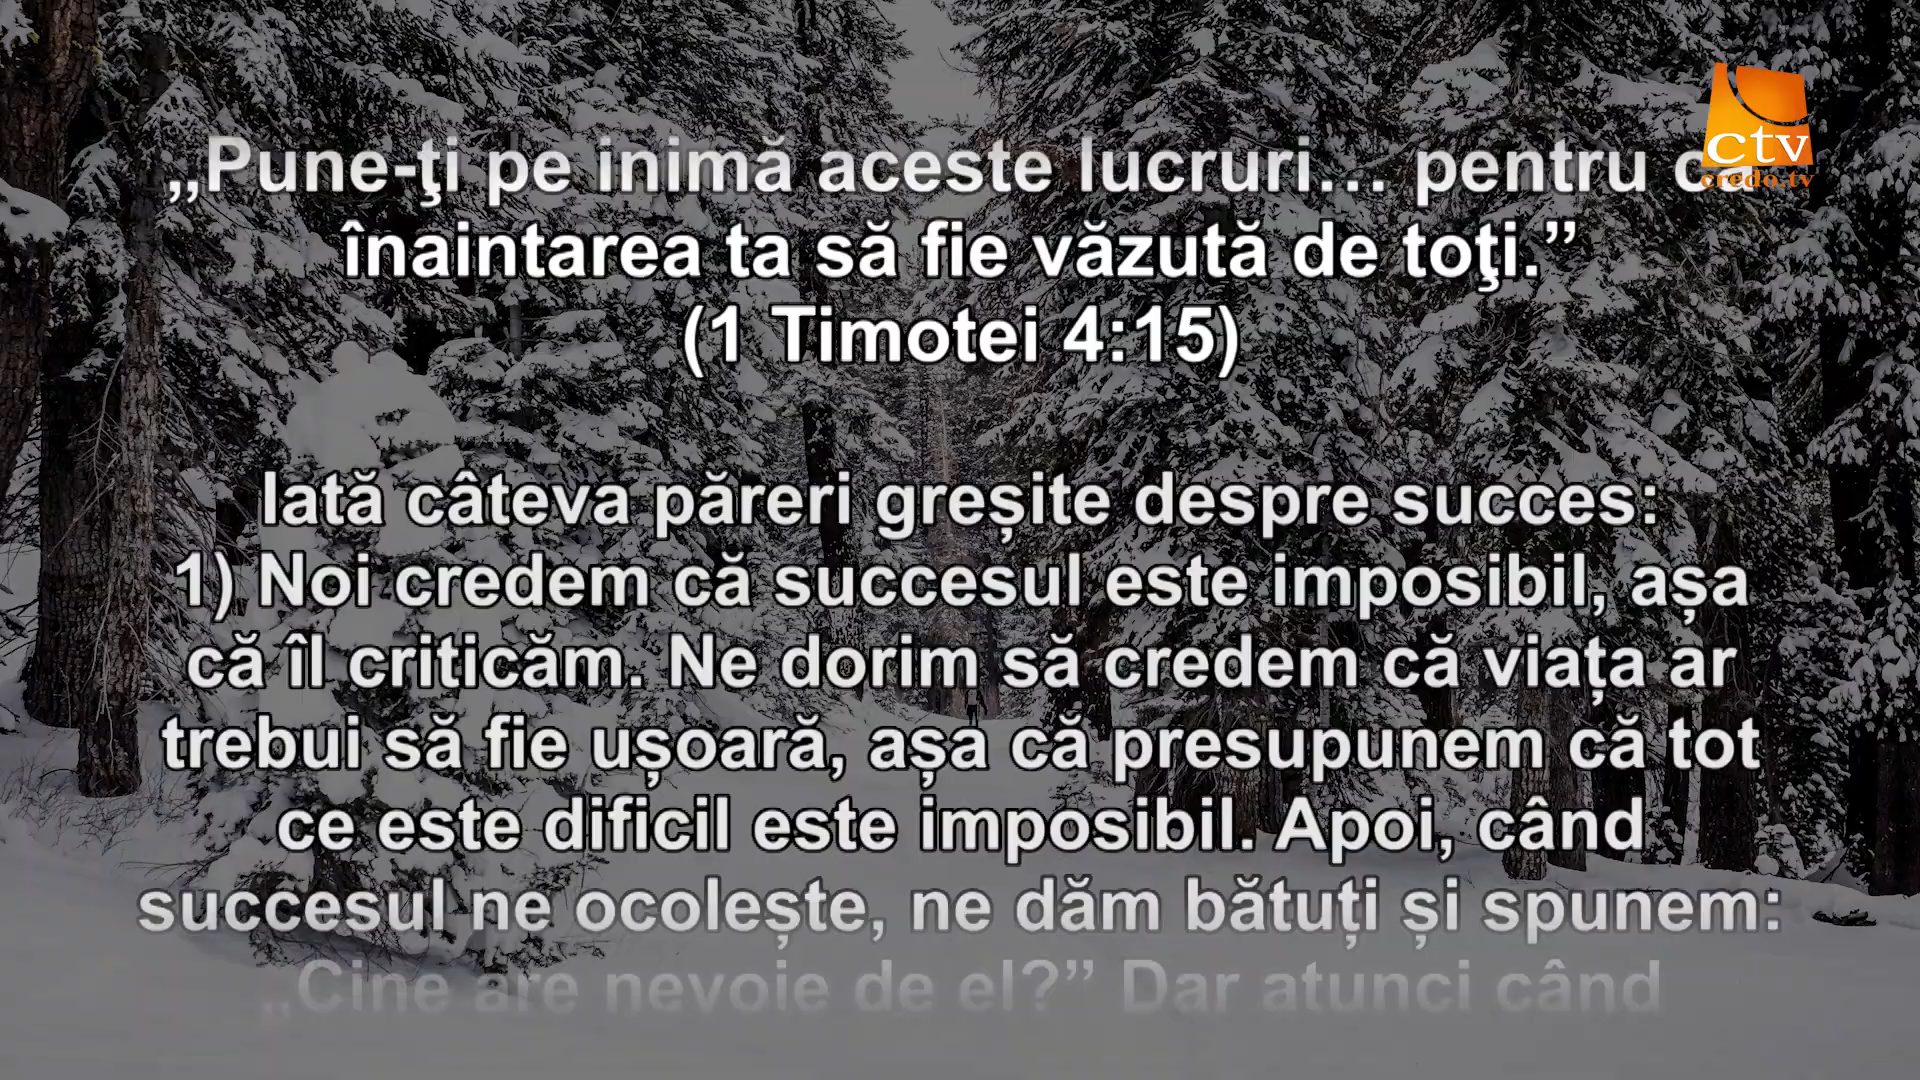 „Pune-ţi pe inimă aceste lucruri… pentru ca
înaintarea ta să fie văzută de toţi.”
(1 Timotei 4:15)
Iată câteva păreri greșite despre succes:
1) Noi credem că succesul este imposibil, așa
că îl criticăm. Ne dorim să credem că viața ar
trebui să fie ușoară, așa că presupunem că tot
ce este dificil este imposibil. Apoi, când
succesul ne ocolește, ne dăm bătuți și spunem:
„Cine are nevoie de el?” Dar atunci când
ctv
credo.tv